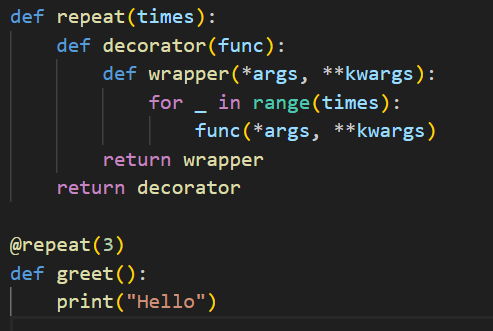 def repeat(times):
    def decorator(func):
        def wrapper(*args, **kwargs):
            for _ in range(times):
                func(*args, **kwargs)
        return wrapper
    return decorator

@repeat(3)
def greet():
    print("Hello")